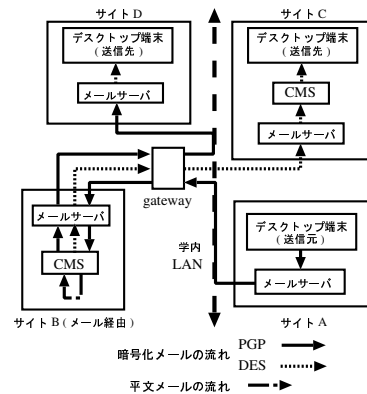 サイト D
デスクトップ端末
(送信先)
メールサーバ
サイト C
デスクトップ端末
(送信先)
CMS
メールサーバ
gateway
メールサーバ
CMS
サイト B (メール経由)
学内
LAN
デスクトップ端末
(送信元)
メールサーバ
サイト A
暗号化メールの流れ
PGP
DES
平文メールの流れ